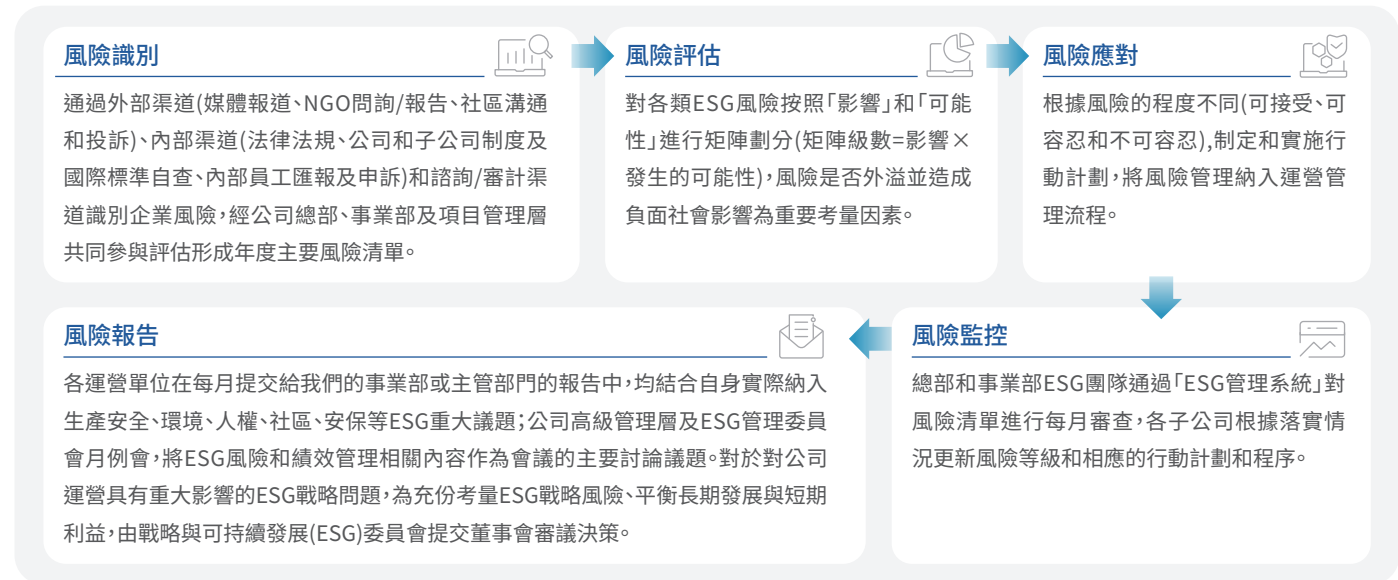 風險識別
通過外部渠道(媒體報道、NGO問詢/報告、社區溝通
和投訴)、內部渠道(法律法規、公司和子公司制度及
國際標準自查、內部員工匯報及申訴)和諮詢/審計渠
道識別企業風險,經公司總部、事業部及項目管理層
共同參與評估形成年度主要風險清單。
風險評估
對各類ESG風險按照「影響」和「可能
性」進行矩陣劃分(矩陣級數=影響×
發生的可能性),風險是否外溢並造成
負面社會影響為重要考量因素。
風險應對
根據風險的程度不同(可接受、可
容忍和不可容忍),制定和實施行
動計劃,將風險管理納入運營管
理流程。
風險監控
總部和事業部ESG團隊通過「ESG管理系統」對
風險清單進行每月審查,各子公司根據落實情
況更新風險等級和相應的行動計劃和程序。
風險報告
各運營單位在每月提交給我們的事業部或主管部門的報告中,均結合自身實際納入
生產安全、環境、人權、社區、安保等ESG重大議題;公司高級管理層及ESG管理委員
會月例會,將ESG風險和績效管理相關內容作為會議的主要討論議題。對於對公司
運營具有重大影響的ESG戰略問題,為充份考量ESG戰略風險、平衡長期發展與短期
利益,由戰略與可持續發展(ESG)委員會提交董事會審議決策。